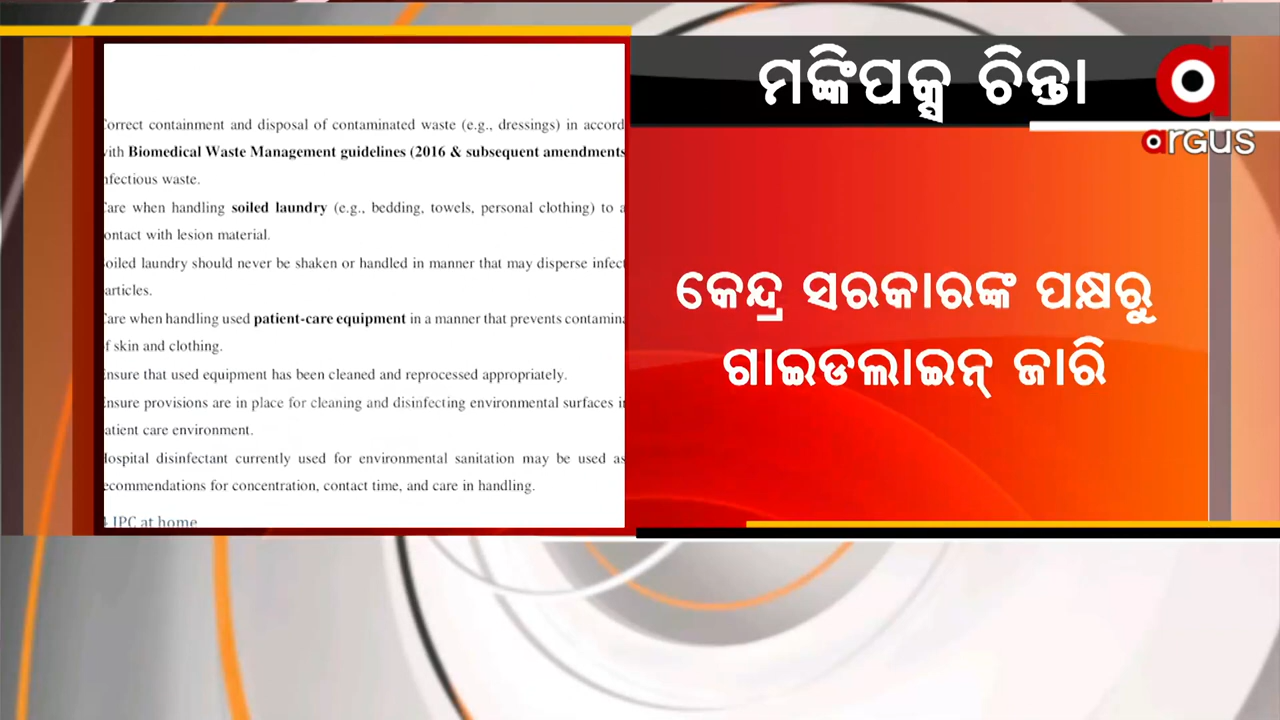 orrect containment and disposal of contaminated waste (e.g., dressings) in accord
ith Biomedical Waste Management guidelines (2016 & subsequent amendments
nfectious waste.
are when handling soiled laundry (e.g., bedding, towels, personal clothing) to a
ontact with lesion material.
oiled laundry should never be shaken or handled in manner that may disperse infect
articles.
are when handling used patient-care equipment in a manner that prevents contamina
f skin and clothing.
nsure that used equipment has been cleaned and reprocessed appropriately.
nsure provisions are in place for cleaning and disinfecting environmental surfaces i
atient care environment.
ospital disinfectant currently used for environmental sanitation may be used as
ecommendations for concentration, contact time, and care in handling.
IPC at home
ମଙ୍କିପକ୍ସ ଚିନ୍ତା
argus
କେନ୍ଦ୍ର ସରକାରଙ୍କ ପକ୍ଷରୁ
ଗାଇଡଲାଇନ୍ ଜାରି